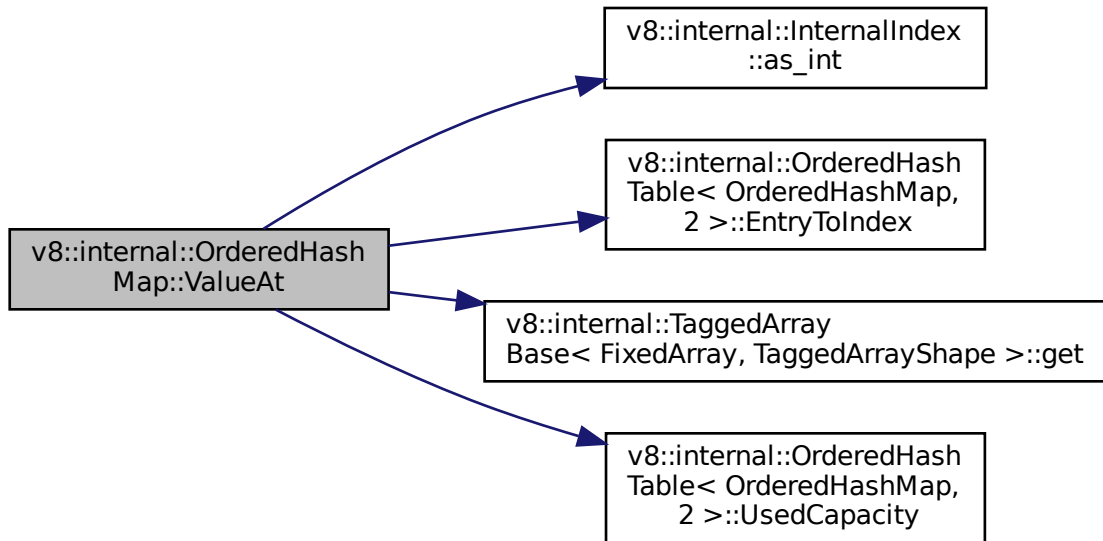 v8::internal::InternalIndex
::as_int
v8::internal::OrderedHash
Table< OrderedHashMap,
2 >::EntryToIndex
v8::internal::OrderedHash
Map::ValueAt
v8::internal::TaggedArray
Base< FixedArray, TaggedArrayShape >::get
v8::internal::OrderedHash
Table< OrderedHashMap,
2 >::UsedCapacity